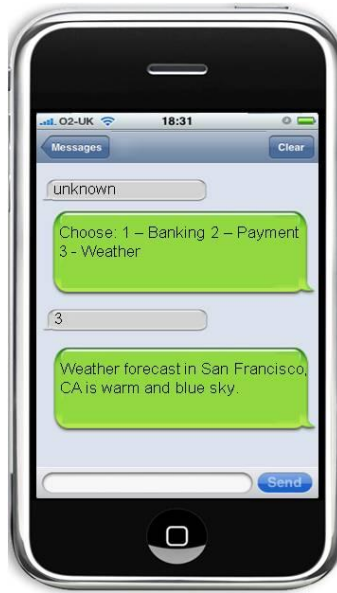 O2-UK 18:31
Messages Clear
unknown
Choose: 1 – Banking 2 – Payment
3 - Weather
3
Weather forecast in San Francisco,
CA is warm and blue sky.
Send